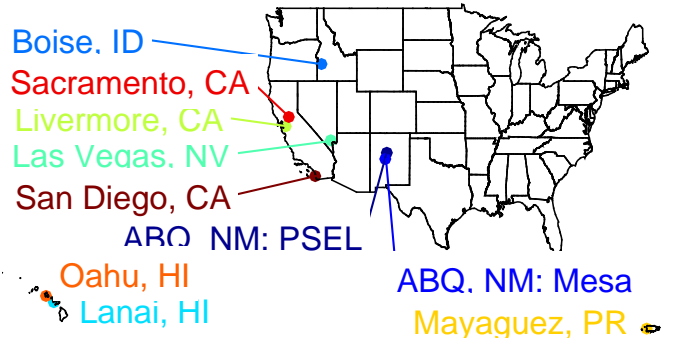 Boise, ID
Sacramento, CA
Livermore, CA
Las Vegas, NV
San Diego, CA
ABQ, NM: PSEL
Oahu, HI
ABQ, NM: Mesa
Lanai, HI
Mayaguez, PR